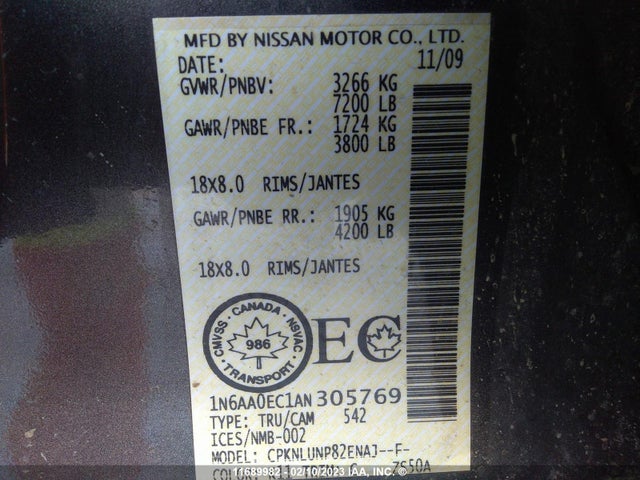 MFD BY NISSAN MOTOR CO., LTD.
DATE: 11/09
GVWR/PNBV: 3266 KG
7200 LB
GAWR/PNBE FR.: 1724 KG
3800 LB
18X8.0 RIMS/JANTES
GAWR/PNBE RR.: 1905 KG
4200 LB
18X8.0 RIMS/JANTES
CANADA · NSVAC · TRANSPORT · CMVSS ·
986
EC
1N6AA0EC1AN305769
TYPE: TRU/CAM 542
ICES/NMB-002
MODEL: CPKNLUNP82ENAJ--F-
COLOR: 7S50A
11689982 - 02/10/2023 IAA, Inc.